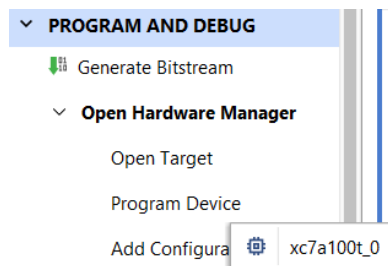 PROGRAM AND DEBUG
Generate Bitstream
Open Hardware Manager
Open Target
Program Device
Add Configura
xc7a100t_0